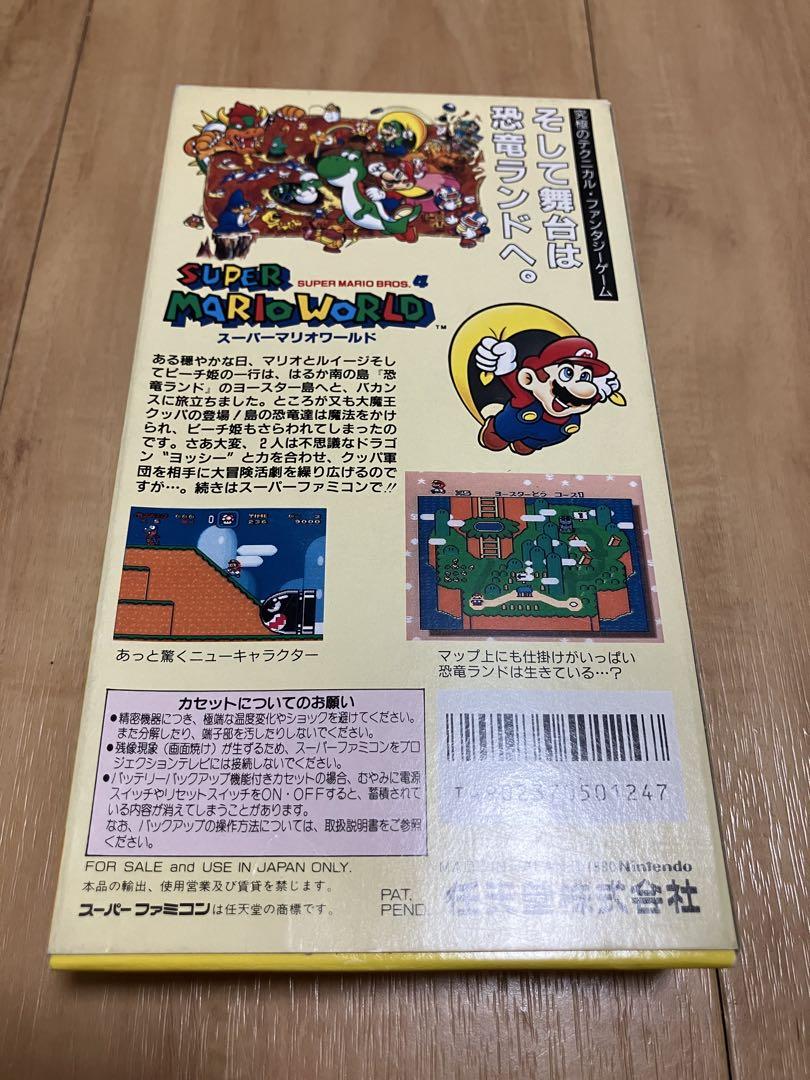 究極のテクニカル・ファンタジーゲーム
そして舞台は
恐竜ランドへ。
SUPER MARIO BROS. 4
SUPER
MARIO WORLD™
スーパーマリオワールド
ある穏やかな日、マリオとルイージそし
てピーチ姫の一行は、はるか南の島『恐
竜ランド』のヨースター島へと、バカン
スに旅立ちました。ところが又も大魔王
クッパの登場!島の恐竜達は魔法をかけ
られ、ピーチ姫もさらわれてしまったの
です。さあ大変、2人は不思議なドラゴ
ン“ヨッシー”と力を合わせ、クッパ軍
団を相手に大冒険活劇を繰り広げるので
すが…。続きはスーパーファミコンで!!
TIME
236
9000
ヨースターとう コース1
あっと驚くニューキャラクター
マップ上にも仕掛けがいっぱい
恐竜ランドは生きている…?
カセットについてのお願い
●精密機器につき、極端な温度変化やショックを避けてください。
また分解したり、端子部を汚したりしないでください。
●残像現象(画面焼け)が生ずるため、スーパーファミコンをプロ
ジェクションテレビには接続しないでください。
●バッテリーバックアップ機能付きカセットの場合、むやみに電源
スイッチやリセットスイッチをON・OFFすると、蓄積されて
いる内容が消えてしまうことがあります。
なお、バックアップの操作方法については、取扱説明書をご参照
ください。
FOR SALE and USE IN JAPAN ONLY.
本品の輸出、使用営業及び賃貸を禁じます。
スーパーファミコンは任天堂の商標です。
PAT.
PEND
Nintendo
任天堂株式会社